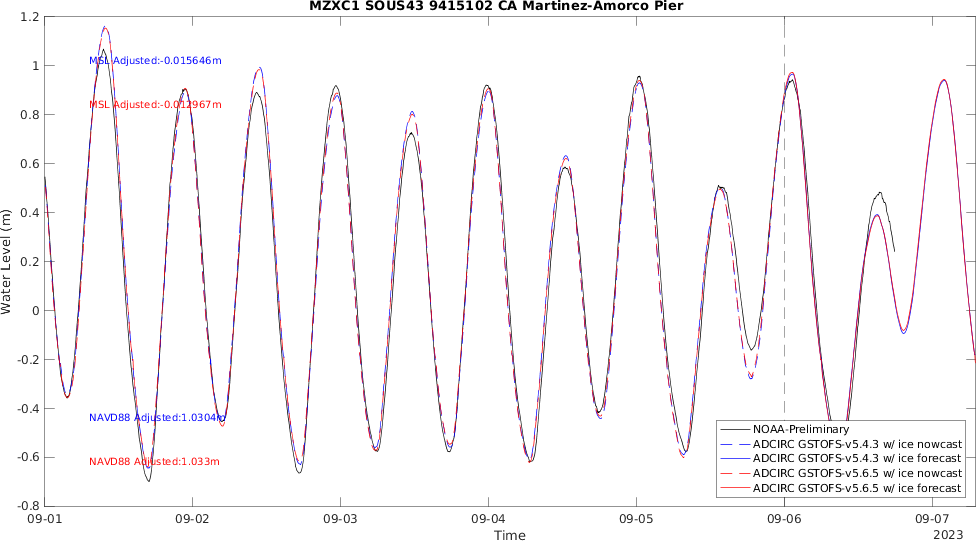 MZXC1 SOUS43 9415102 CA Martinez-Amorco Pier
1.2
1
0.8
0.6
0.4
0.2
0
-0.2
-0.4
-0.6
-0.8
Water Level (m)
MSL Adjusted:-0.015646m
MSL Adjusted:-0.012967m
NAVD88 Adjusted:1.0304m
NAVD88 Adjusted:1.033m
NOAA-Preliminary
ADCIRC GSTOFS-v5.4.3 w/ ice nowcast
ADCIRC GSTOFS-v5.4.3 w/ ice forecast
ADCIRC GSTOFS-v5.6.5 w/ ice nowcast
ADCIRC GSTOFS-v5.6.5 w/ ice forecast
09-01 09-02 09-03 09-04 09-05 09-06 09-07
Time
2023